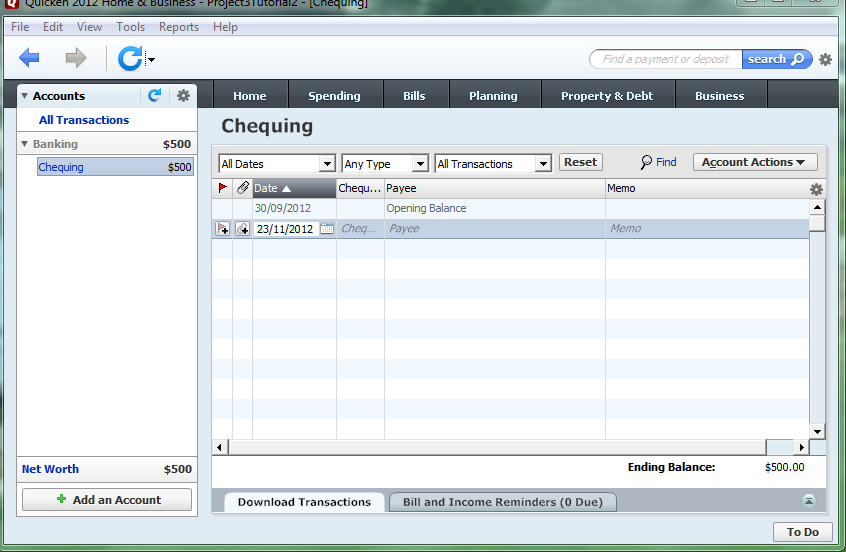 Quicken 2012 Home & Business - Project3Tutorial2 - [Chequing]
File Edit View Tools Reports Help
Find a payment or deposit search
Accounts
Home Spending Bills Planning Property & Debt Business
All Transactions
Banking $500
Chequing $500
Chequing
All Dates Any Type All Transactions Reset Find Account Actions
Date Chequ... Payee Memo
30/09/2012 Opening Balance
23/11/2012 Cheq... Payee Memo
Ending Balance: $500.00
Net Worth $500
Add an Account
Download Transactions Bill and Income Reminders (0 Due)
To Do